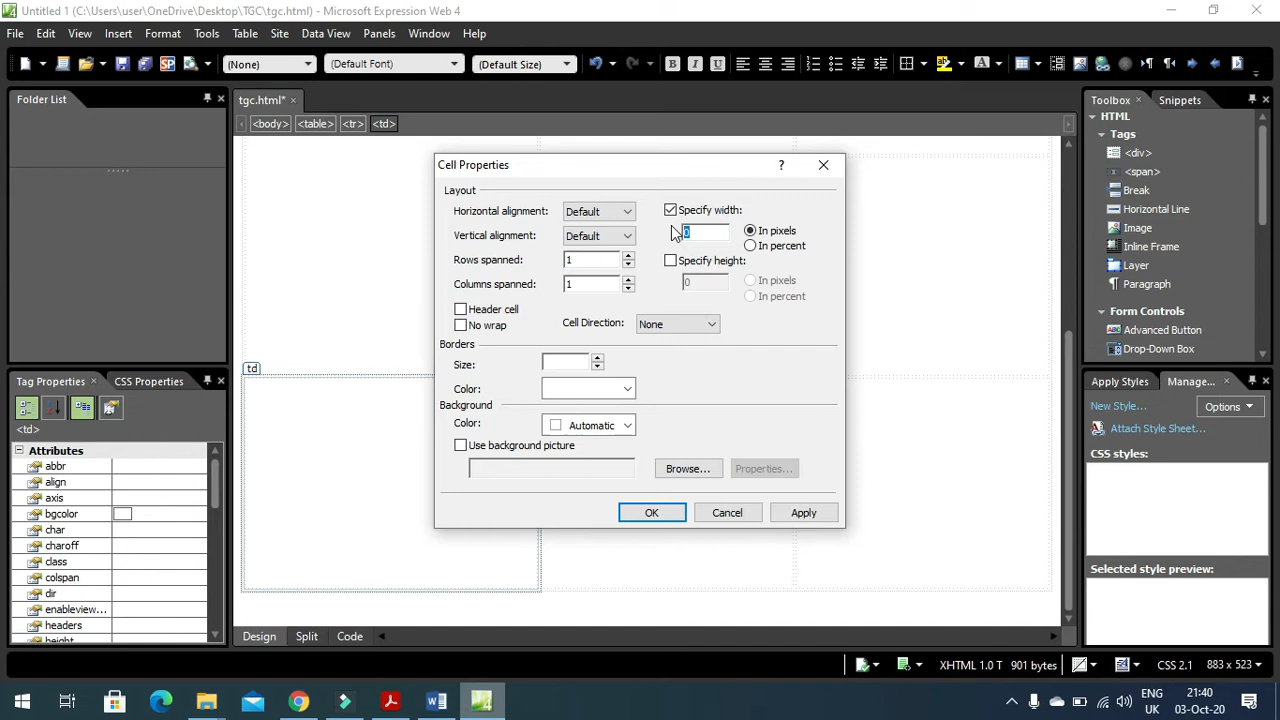 Untitled 1 (C:\Users\user\OneDrive\Desktop\TGC\tgc.html) - Microsoft Expression Web 4
File Edit View Insert Format Tools Table Site Data View Panels Window Help
(None) (Default Font) (Default Size) B I U
Folder List
tgc.html*
<body> <table> <tr> <td>
td
Cell Properties ?
Layout
Horizontal alignment: Default
Vertical alignment: Default
Rows spanned: 1
Columns spanned: 1
Header cell
No wrap
Specify width:
0
In pixels
In percent
Specify height:
0
In pixels
In percent
Cell Direction: None
Borders
Size:
Color:
Background
Color: Automatic
Use background picture
Browse... Properties...
OK Cancel Apply
Toolbox Snippets
HTML
Tags
<div>
<span>
Break
Horizontal Line
Image
Inline Frame
Layer
Paragraph
Form Controls
Advanced Button
Drop-Down Box
Tag Properties CSS Properties
<td>
Attributes
abbr
align
axis
bgcolor
char
charoff
class
colspan
dir
enableview...
headers
height
Apply Styles Manage...
New Style... Options
Attach Style Sheet...
CSS styles:
Selected style preview:
Design Split Code
XHTML 1.0 T 901 bytes CSS 2.1 883 x 523
ENG
UK
21:40
03-Oct-20